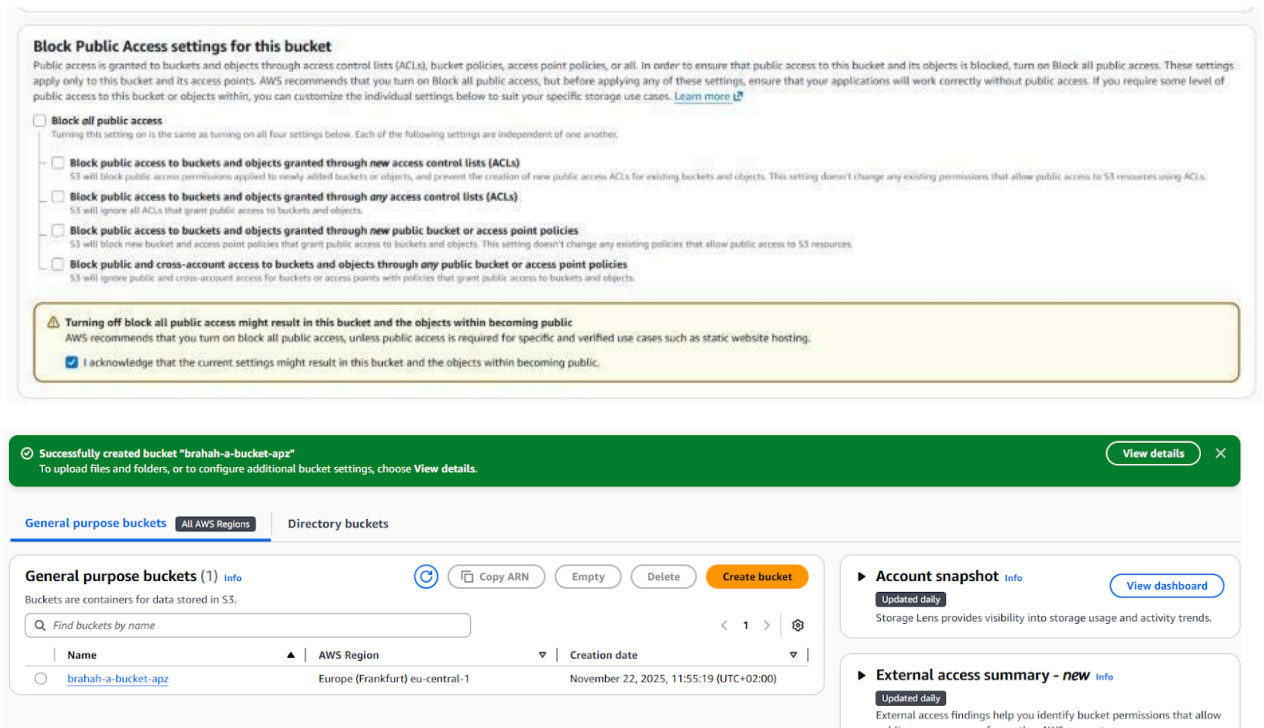 Block Public Access settings for this bucket
Public access is granted to buckets and objects through access control lists (ACLs), bucket policies, access point policies, or all. In order to ensure that public access to this bucket and its objects is blocked, turn on Block all public access. These settings
apply only to this bucket and its access points. AWS recommends that you turn on Block all public access, but before applying any of these settings, ensure that your applications will work correctly without public access. If you require some level of
public access to this bucket or objects within, you can customize the individual settings below to suit your specific storage use cases. Learn more
Block all public access
Turning this setting on is the same as turning on all four settings below. Each of the following settings are independent of one another.
Block public access to buckets and objects granted through new access control lists (ACLs)
S3 will block public access permissions applied to newly added buckets or objects, and prevent the creation of new public access ACLs for existing buckets and objects. This setting doesn't change any existing permissions that allow public access to S3 resources using ACLs.
Block public access to buckets and objects granted through any access control lists (ACLs)
S3 will ignore all ACLs that grant public access to buckets and objects.
Block public access to buckets and objects granted through new public bucket or access point policies
S3 will block new bucket and access point policies that grant public access to buckets and objects. This setting doesn't change any existing policies that allow public access to S3 resources.
Block public and cross-account access to buckets and objects through any public bucket or access point policies
S3 will ignore public and cross-account access for buckets or access points with policies that grant public access to buckets and objects.
Turning off block all public access might result in this bucket and the objects within becoming public
AWS recommends that you turn on block all public access, unless public access is required for specific and verified use cases such as static website hosting.
I acknowledge that the current settings might result in this bucket and the objects within becoming public.
Successfully created bucket "brahah-a-bucket-apz"
To upload files and folders, or to configure additional bucket settings, choose View details.
View details
General purpose buckets All AWS Regions Directory buckets
General purpose buckets (1) Info Copy ARN Empty Delete Create bucket
Buckets are containers for data stored in S3.
Find buckets by name 1
Name AWS Region Creation date
brahah-a-bucket-apz Europe (Frankfurt) eu-central-1 November 22, 2025, 11:55:19 (UTC+02:00)
Account snapshot Info View dashboard
Updated daily
Storage Lens provides visibility into storage usage and activity trends.
External access summary - new Info
Updated daily
External access findings help you identify bucket permissions that allow